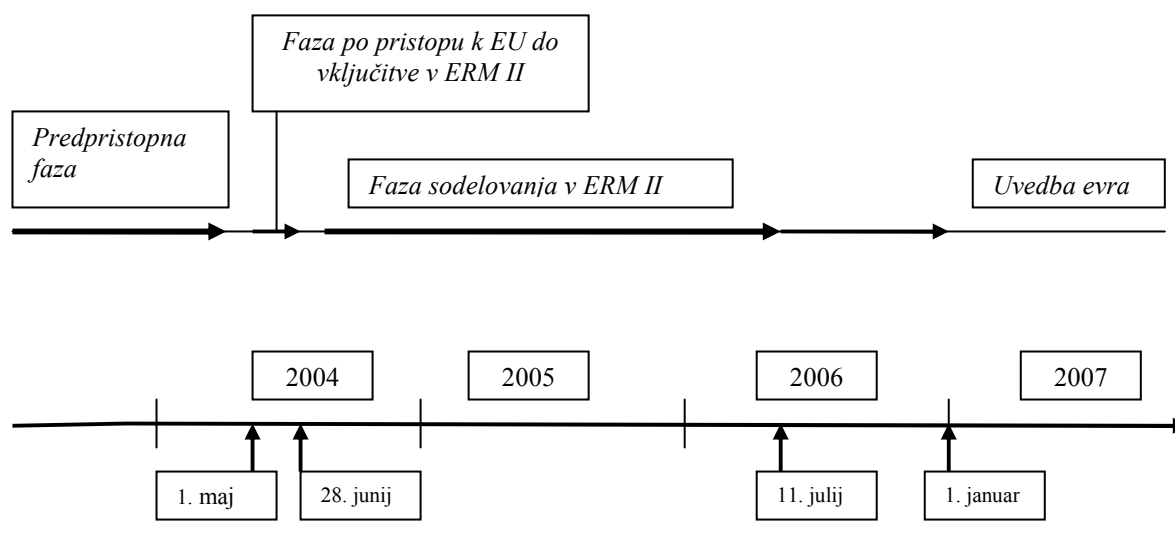 Faza po pristopu k EU do
vključitve v ERM II
Predpristopna
faza
Faza sodelovanja v ERM II
Uvedba evra
2004
2005
2006
2007
1. maj
28. junij
11. julij
1. januar